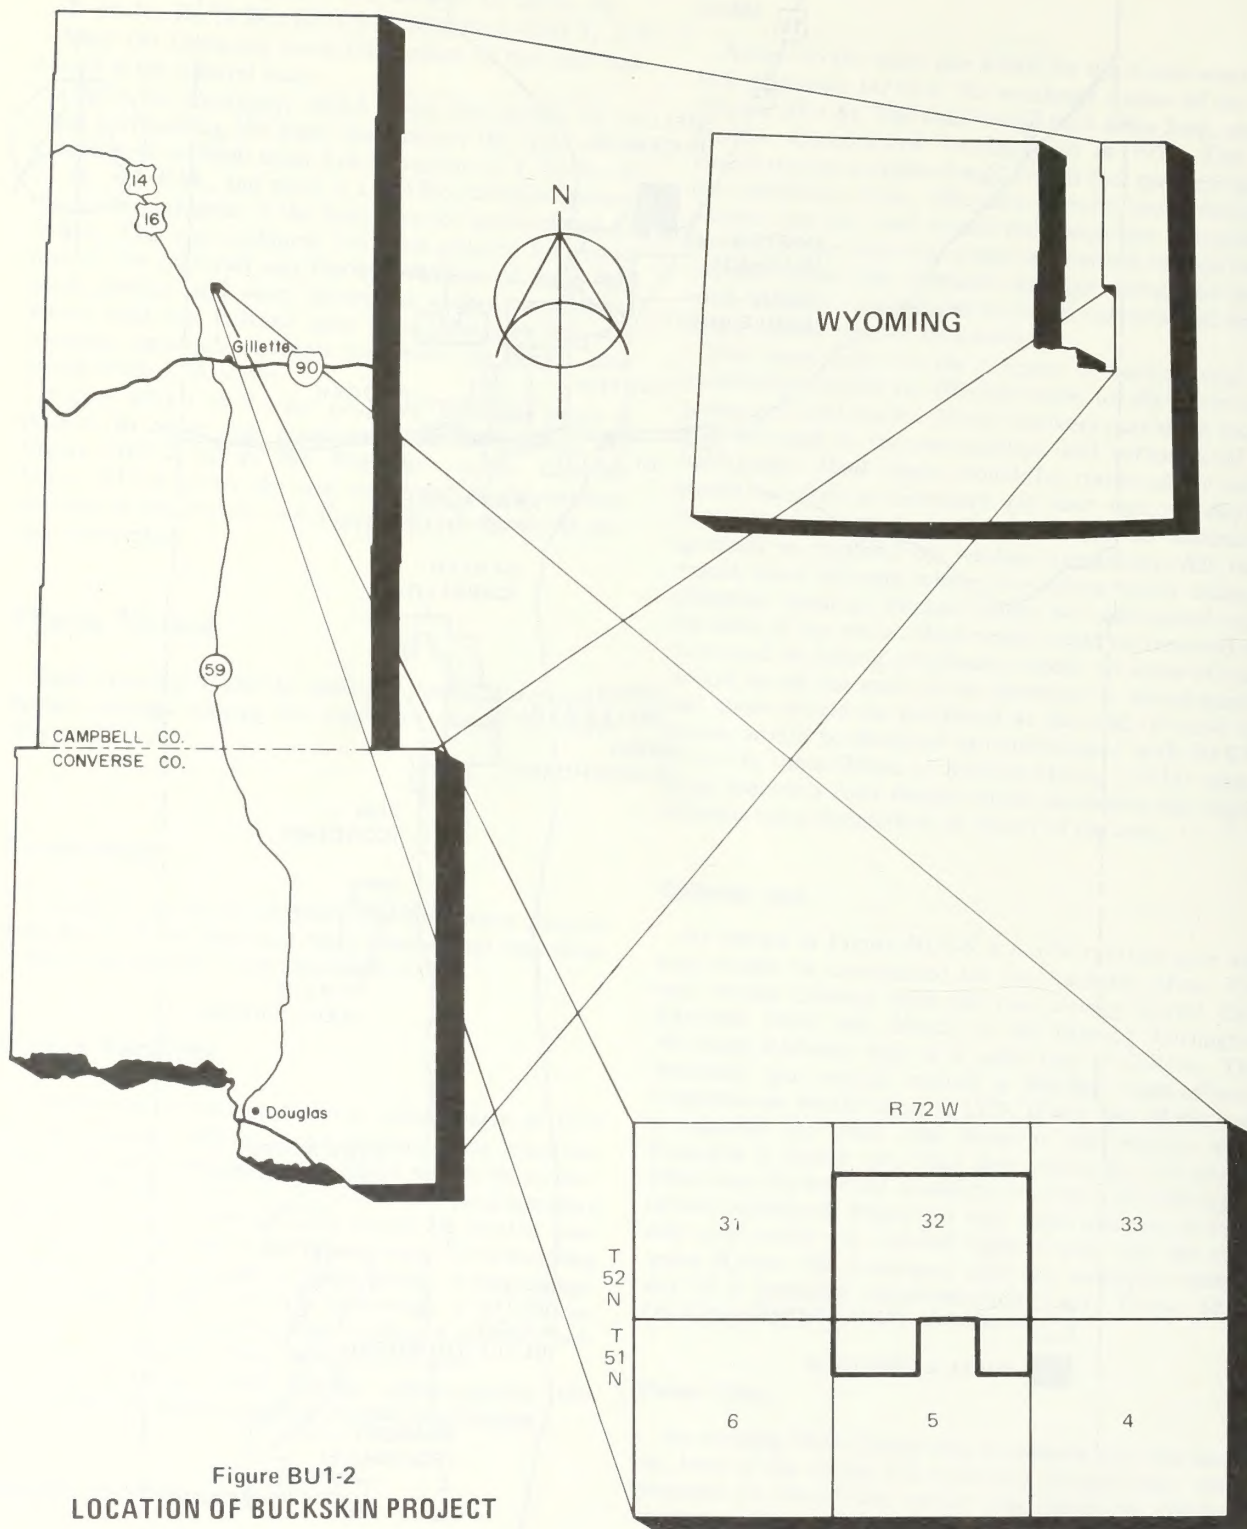 14
16
N
WYOMING
Gillette
90
59
CAMPBELL CO.
CONVERSE CO.
Douglas
R 72 W
31
32
33
T
52
N
T
51
N
6
5
4
Figure BU1-2
LOCATION OF BUCKSKIN PROJECT